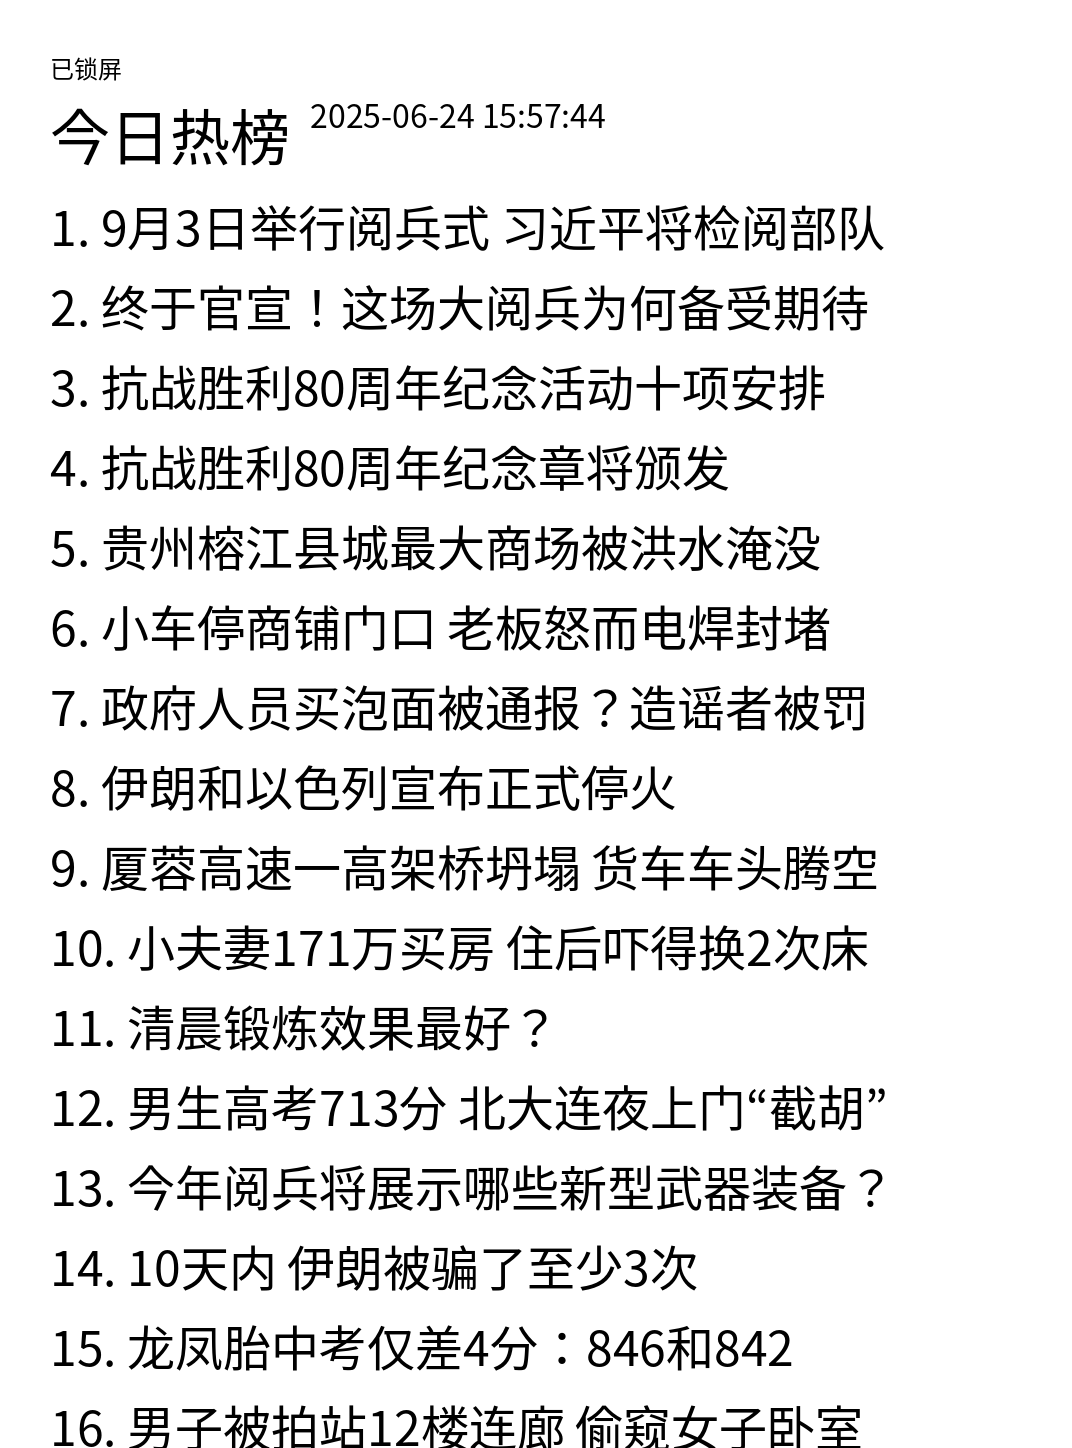 已锁屏
今日热榜 2025-06-24 15:57:44
1. 9月3日举行阅兵式 习近平将检阅部队
2. 终于官宣！这场大阅兵为何备受期待
3. 抗战胜利80周年纪念活动十项安排
4. 抗战胜利80周年纪念章将颁发
5. 贵州榕江县城最大商场被洪水淹没
6. 小车停商铺门口 老板怒而电焊封堵
7. 政府人员买泡面被通报？造谣者被罚
8. 伊朗和以色列宣布正式停火
9. 厦蓉高速一高架桥坍塌 货车车头腾空
10. 小夫妻171万买房 住后吓得换2次床
11. 清晨锻炼效果最好？
12. 男生高考713分 北大连夜上门“截胡”
13. 今年阅兵将展示哪些新型武器装备？
14. 10天内 伊朗被骗了至少3次
15. 龙凤胎中考仅差4分：846和842
16. 男子被拍站12楼连廊 偷窥女子卧室